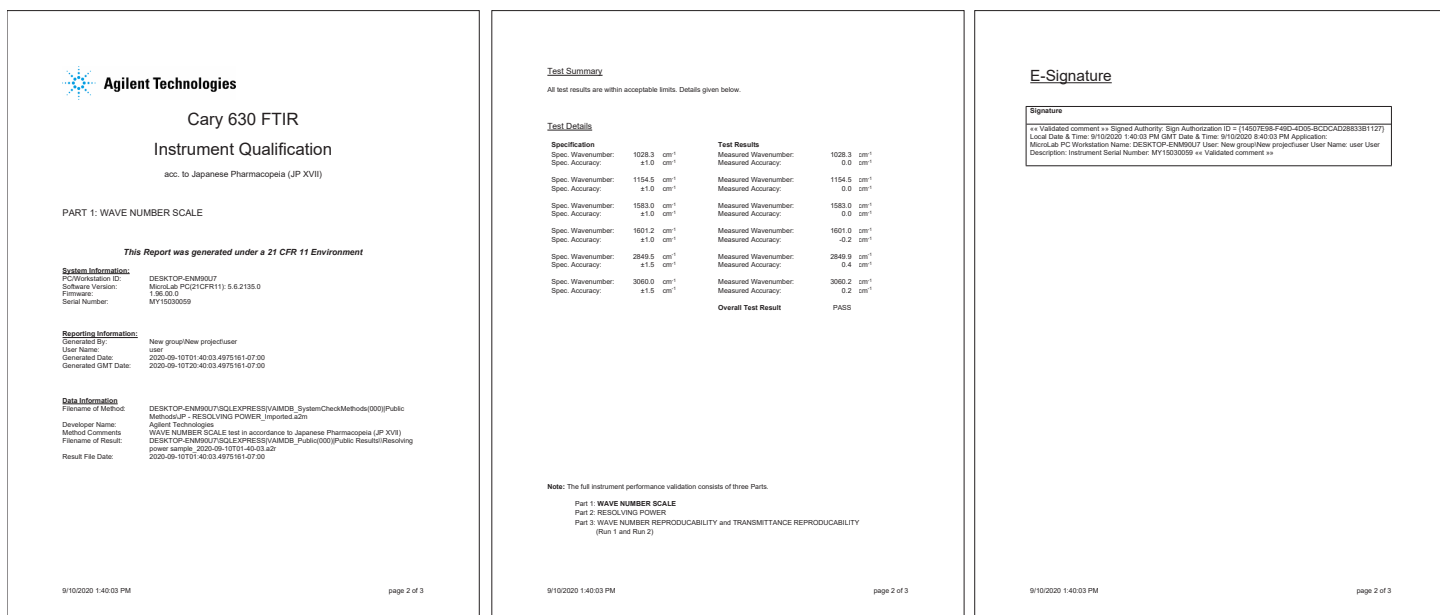 Agilent Technologies
Cary 630 FTIR
Instrument Qualification
acc. to Japanese Pharmacopeia (JP XVII)
PART 1: WAVE NUMBER SCALE
This Report was generated under a 21 CFR 11 Environment
System Information:
PC/Workstation ID: DESKTOP-ENM90U7
Software Version: MicroLab PC(21CFR11): 5.6.2135.0
Firmware: 1.96.00.0
Serial Number: MY15030059
Reporting Information:
Generated By: New group\New project\user
User Name: user
Generated Date: 2020-09-10T01:40:03.4975161-07:00
Generated GMT Date: 2020-09-10T20:40:03.4975161-07:00
Data Information
Filename of Method: DESKTOP-ENM90U7\SQLEXPRESS|VAIMDB_SystemCheckMethods(000)|Public
Methods\JP - RESOLVING POWER_Imported.a2m
Developer Name: Agilent Technologies
Method Comments WAVE NUMBER SCALE test in accordance to Japanese Pharmacopeia (JP XVII)
Filename of Result: DESKTOP-ENM90U7\SQLEXPRESS|VAIMDB_Public(000)|Public Results\\Resolving
power sample_2020-09-10T01-40-03.a2r
Result File Date: 2020-09-10T01:40:03.4975161-07:00
9/10/2020 1:40:03 PM page 2 of 3
Test Summary
All test results are within acceptable limits. Details given below.
Test Details
Specification Test Results
Spec. Wavenumber: 1028.3 cm-1 Measured Wavenumber: 1028.3 cm-1
Spec. Accuracy: ±1.0 cm-1 Measured Accuracy: 0.0 cm-1
Spec. Wavenumber: 1154.5 cm-1 Measured Wavenumber: 1154.5 cm-1
Spec. Accuracy: ±1.0 cm-1 Measured Accuracy: 0.0 cm-1
Spec. Wavenumber: 1583.0 cm-1 Measured Wavenumber: 1583.0 cm-1
Spec. Accuracy: ±1.0 cm-1 Measured Accuracy: 0.0 cm-1
Spec. Wavenumber: 1601.2 cm-1 Measured Wavenumber: 1601.0 cm-1
Spec. Accuracy: ±1.0 cm-1 Measured Accuracy: -0.2 cm-1
Spec. Wavenumber: 2849.5 cm-1 Measured Wavenumber: 2849.9 cm-1
Spec. Accuracy: ±1.5 cm-1 Measured Accuracy: 0.4 cm-1
Spec. Wavenumber: 3060.0 cm-1 Measured Wavenumber: 3060.2 cm-1
Spec. Accuracy: ±1.5 cm-1 Measured Accuracy: 0.2 cm-1
Overall Test Result PASS
Note: The full instrument performance validation consists of three Parts.
Part 1: WAVE NUMBER SCALE
Part 2: RESOLVING POWER
Part 3: WAVE NUMBER REPRODUCABILITY and TRANSMITTANCE REPRODUCABILITY
(Run 1 and Run 2)
9/10/2020 1:40:03 PM page 2 of 3
E-Signature
Signature
«« Validated comment »» Signed Authority: Sign Authorization ID = {14507E98-F49D-4D05-BCDCAD28833B1127}
Local Date & Time: 9/10/2020 1:40:03 PM GMT Date & Time: 9/10/2020 8:40:03 PM Application:
MicroLab PC Workstation Name: DESKTOP-ENM90U7 User: New group\New project\user User Name: user User
Description: Instrument Serial Number: MY15030059 «« Validated comment »»
9/10/2020 1:40:03 PM page 2 of 3